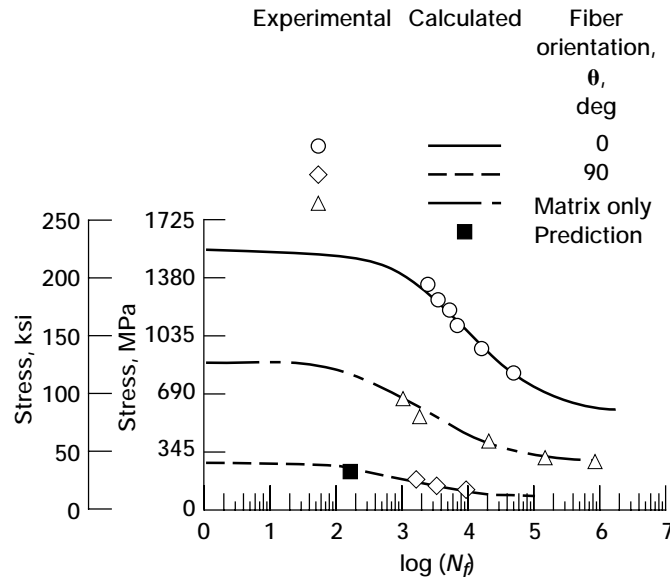 Experimental Calculated Fiber
orientation,
θ,
deg
0
90
Matrix only
Prediction
250
200
150
100
50
0
Stress, ksi
1725
1380
1035
690
345
0
Stress, MPa
0 1 2 3 4 5 6 7
log (Nf)